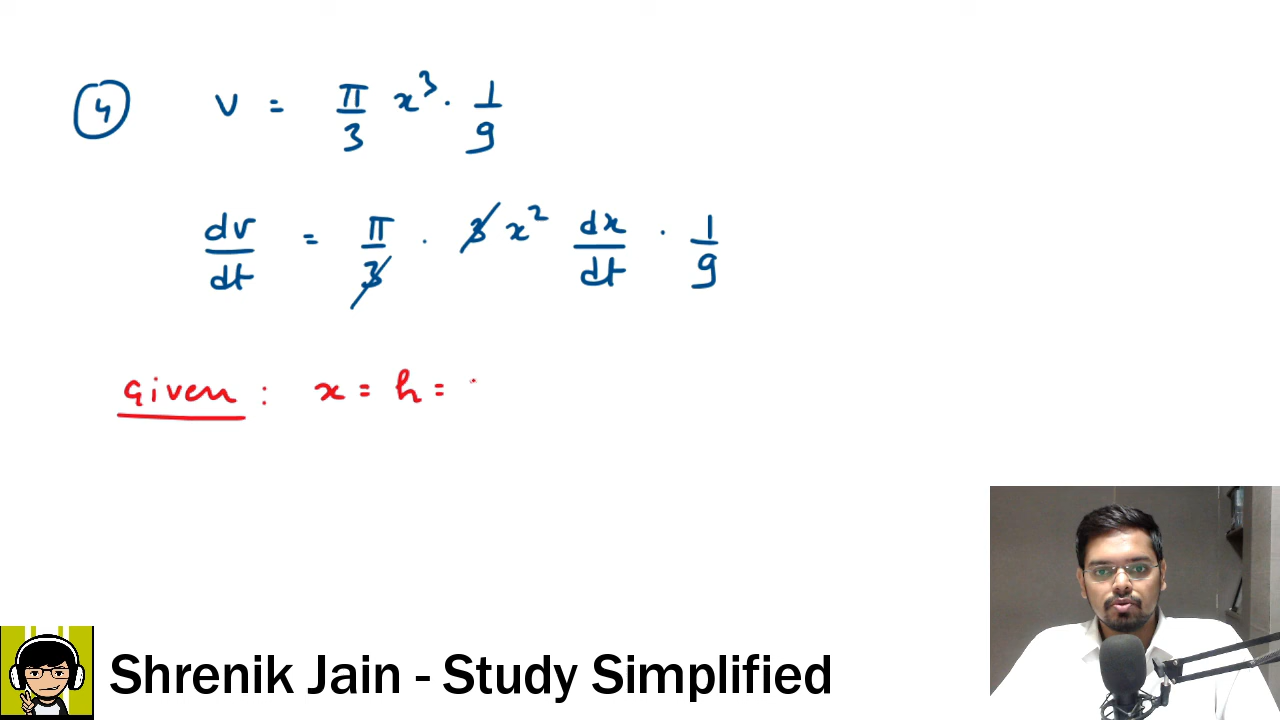 ④ v = π/3 x³ · 1/9
dv/dt = π/3 · 3x² dx/dt · 1/9
Given : x = h =
Shrenik Jain - Study Simplified